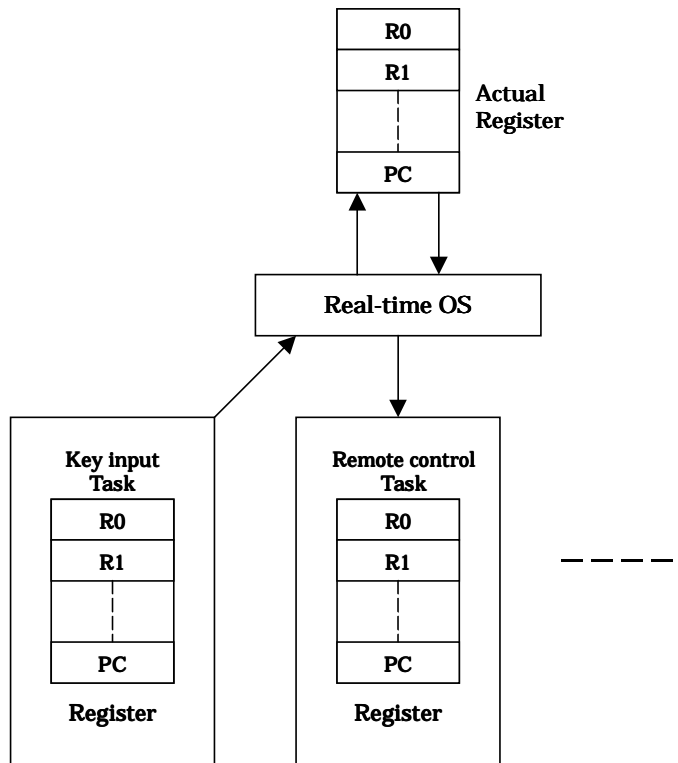 R0
R1
PC
Actual
Register
Real-time OS
Key input
Task
R0
R1
PC
Register
Remote control
Task
R0
R1
PC
Register